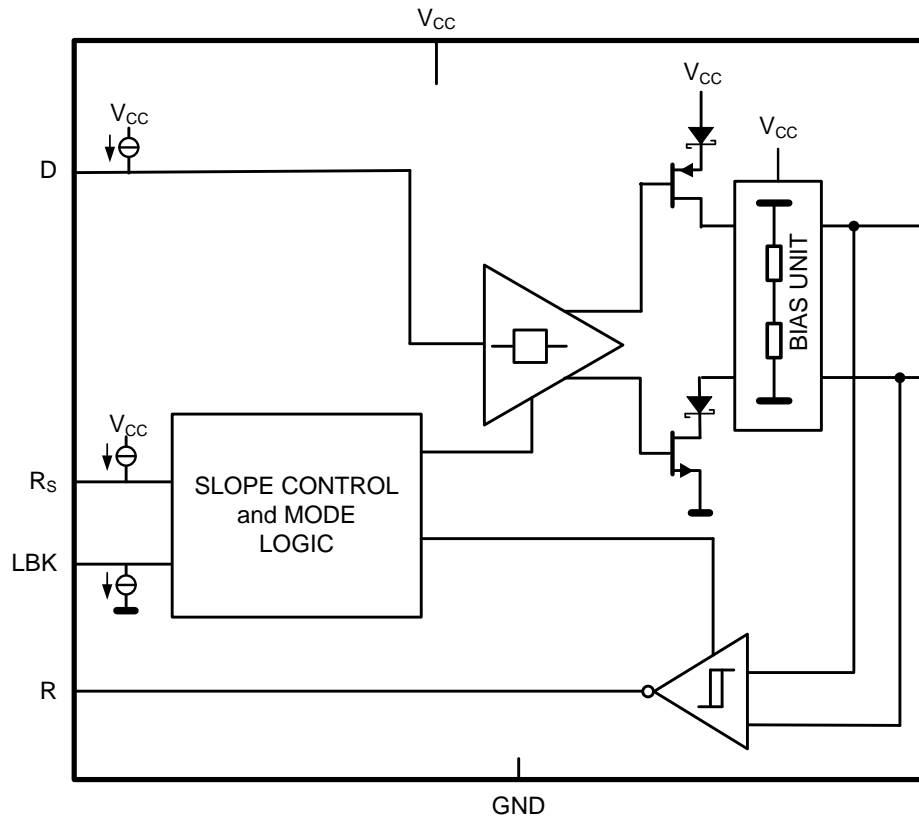 VCC
VCC
VCC
VCC
D
BIAS UNIT
VCC
RS
SLOPE CONTROL
and MODE
LOGIC
LBK
R
GND